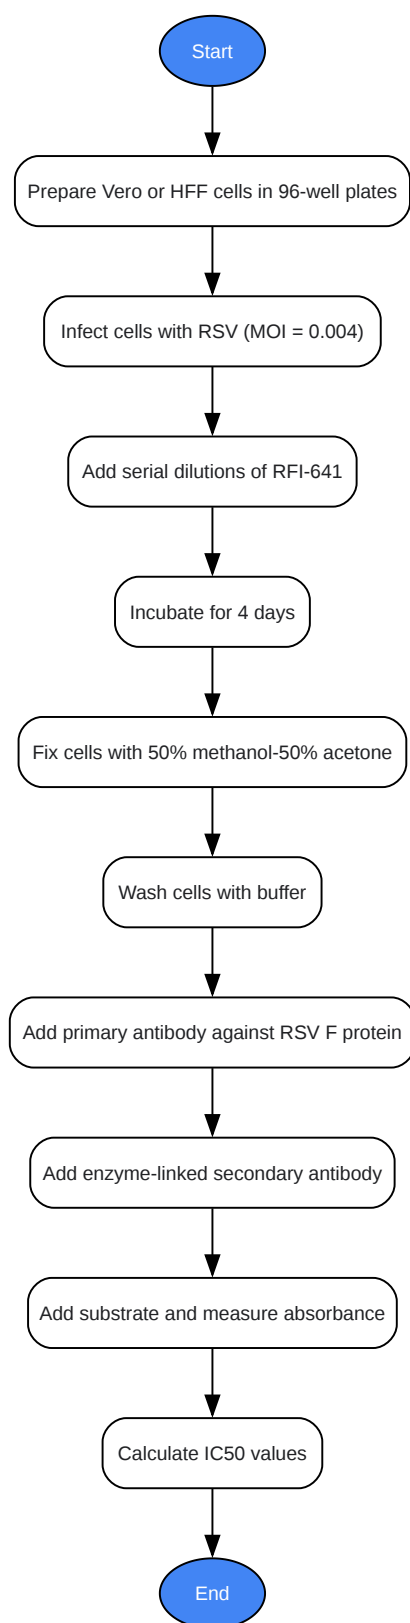 Start
Prepare Vero or HFF cells in 96-well plates
Infect cells with RSV (MOI = 0.004)
Add serial dilutions of RFI-641
Incubate for 4 days
Fix cells with 50% methanol-50% acetone
Wash cells with buffer
Add primary antibody against RSV F protein
Add enzyme-linked secondary antibody
Add substrate and measure absorbance
Calculate IC50 values
End